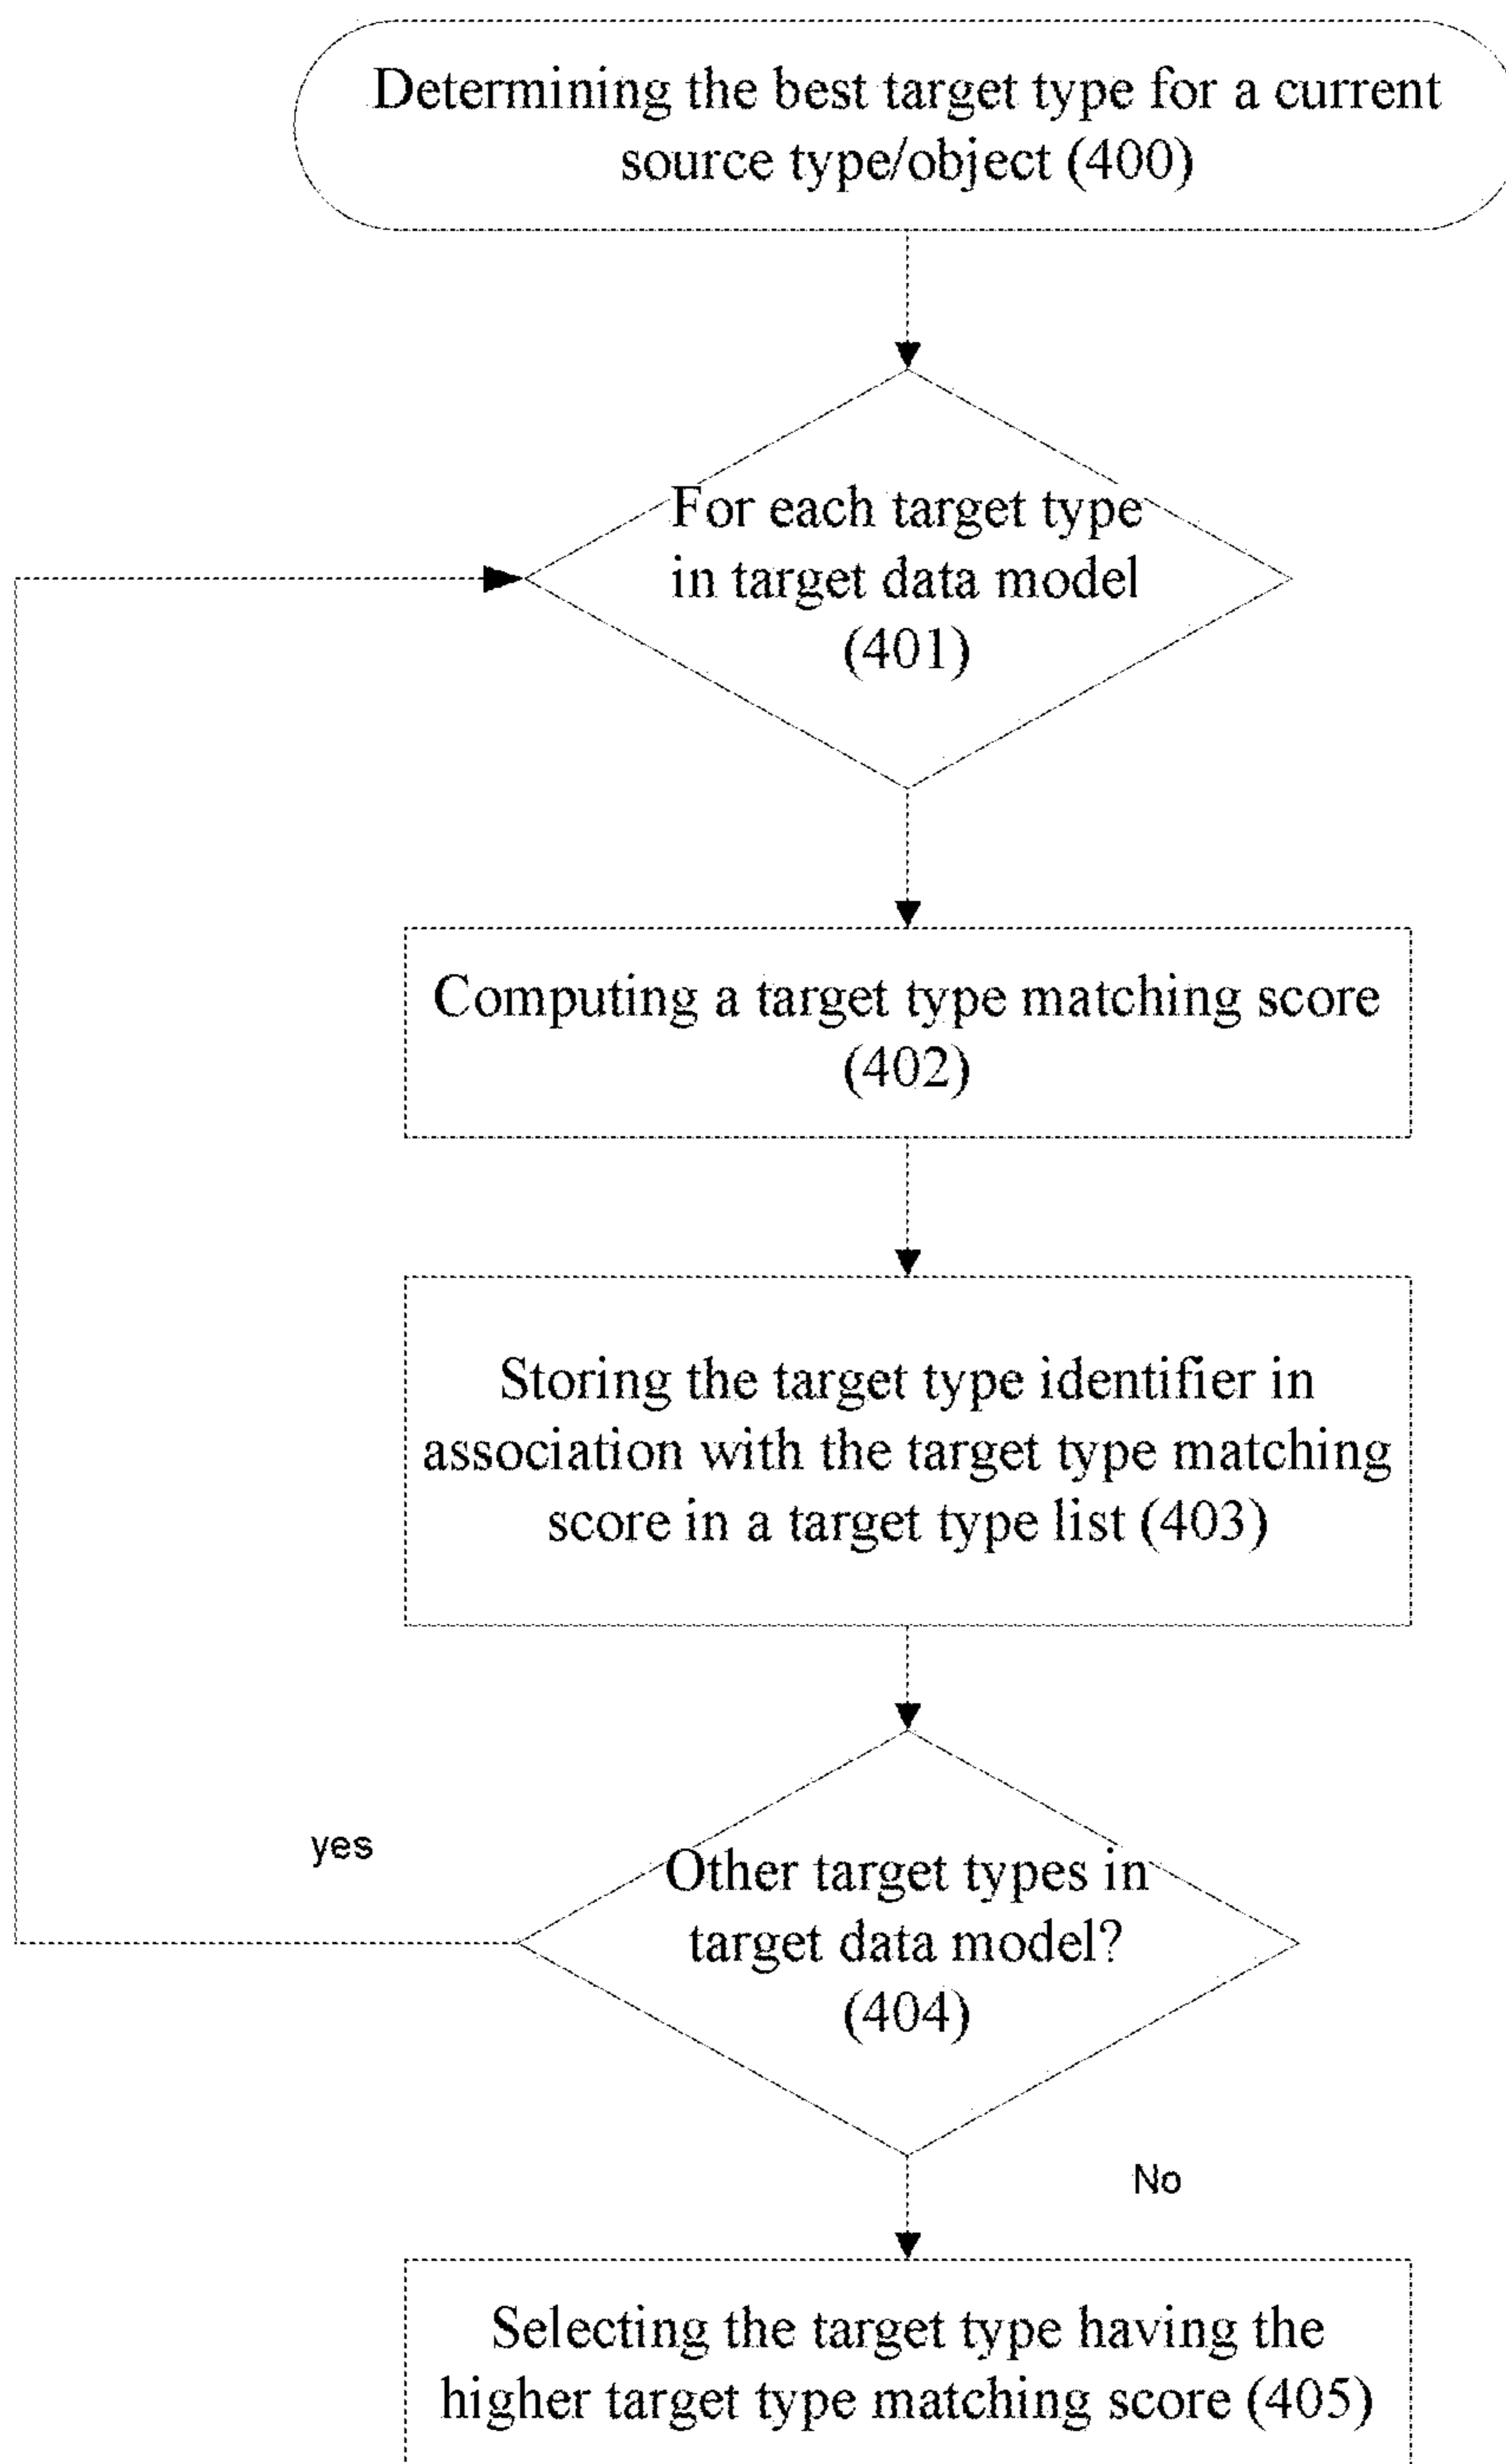 Determining the best target type for a current
source type/object (400)
For each target type
in target data model
(401)
Computing a target type matching score
(402)
Storing the target type identifier in
association with the target type matching
score in a target type list (403)
yes
Other target types in
target data model?
(404)
No
Selecting the target type having the
higher target type matching score (405)